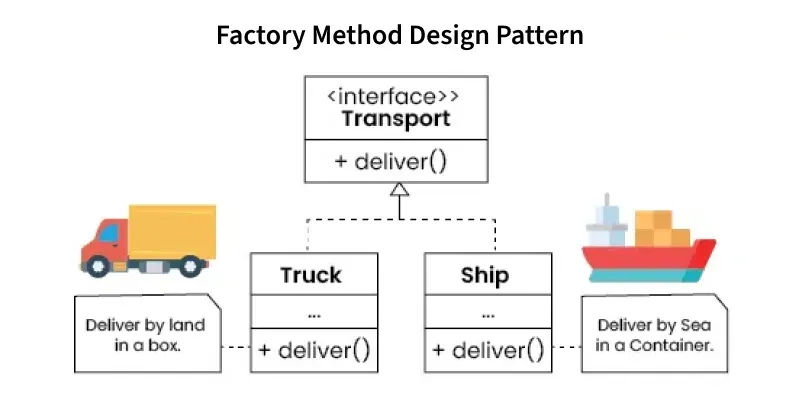 Factory Method Design Pattern
<interface>>
Transport
+ deliver()
Truck
...
+ deliver()
Ship
...
+ deliver()
Deliver by land
in a box.
Deliver by Sea
in a Container.